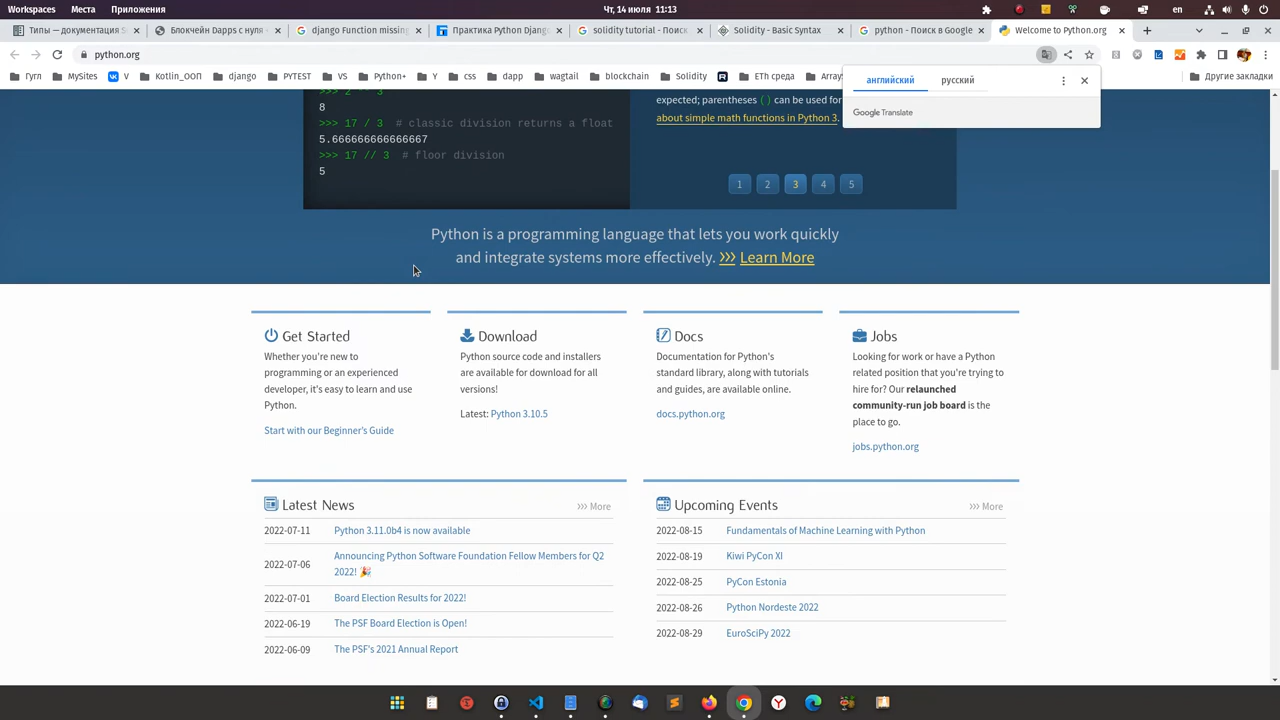 Workspaces Места Приложения Чт, 14 июля 11:13 en
Типы — документация S
Блокчейн Dapps с нуля
django Function missing
Практика Python Django
solidity tutorial - Поиск
Solidity - Basic Syntax
python - Поиск в Google
Welcome to Python.org
python.org
Гугл MySites V Kotlin_ООП django PYTEST VS Python+ Y css dapp wagtail blockchain Solidity ETh среда Array Другие закладки
английский русский
Google Translate
8
>>> 17 / 3 # classic division returns a float
5.666666666666667
>>> 17 // 3 # floor division
5
expected; parentheses () can be used for
about simple math functions in Python 3.
1 2 3 4 5
Python is a programming language that lets you work quickly
and integrate systems more effectively. >>> Learn More
Get Started
Whether you're new to
programming or an experienced
developer, it's easy to learn and use
Python.
Start with our Beginner's Guide
Download
Python source code and installers
are available for download for all
versions!
Latest: Python 3.10.5
Docs
Documentation for Python's
standard library, along with tutorials
and guides, are available online.
docs.python.org
Jobs
Looking for work or have a Python
related position that you're trying to
hire for? Our relaunched
community-run job board is the
place to go.
jobs.python.org
Latest News
>>> More
2022-07-11 Python 3.11.0b4 is now available
2022-07-06 Announcing Python Software Foundation Fellow Members for Q2
2022! 🎉
2022-07-01 Board Election Results for 2022!
2022-06-19 The PSF Board Election is Open!
2022-06-09 The PSF's 2021 Annual Report
Upcoming Events
>>> More
2022-08-15 Fundamentals of Machine Learning with Python
2022-08-19 Kiwi PyCon XI
2022-08-25 PyCon Estonia
2022-08-26 Python Nordeste 2022
2022-08-29 EuroSciPy 2022